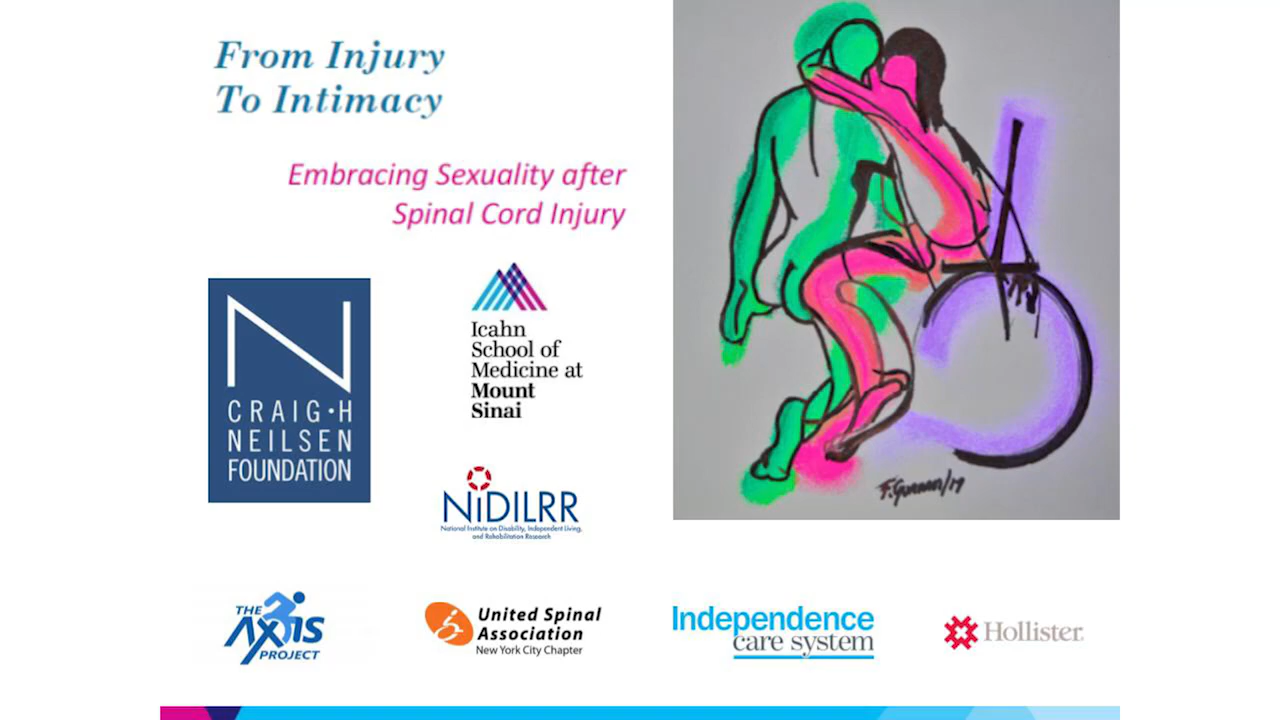 From Injury
To Intimacy
Embracing Sexuality after
Spinal Cord Injury
CRAIG•H
NEILSEN
FOUNDATION
Icahn
School of
Medicine at
Mount
Sinai
NIDILRR
National Institute on Disability, Independent Living,
and Rehabilitation Research
THE
AXIS
PROJECT
United Spinal
Association
New York City Chapter
Independence
care system
Hollister